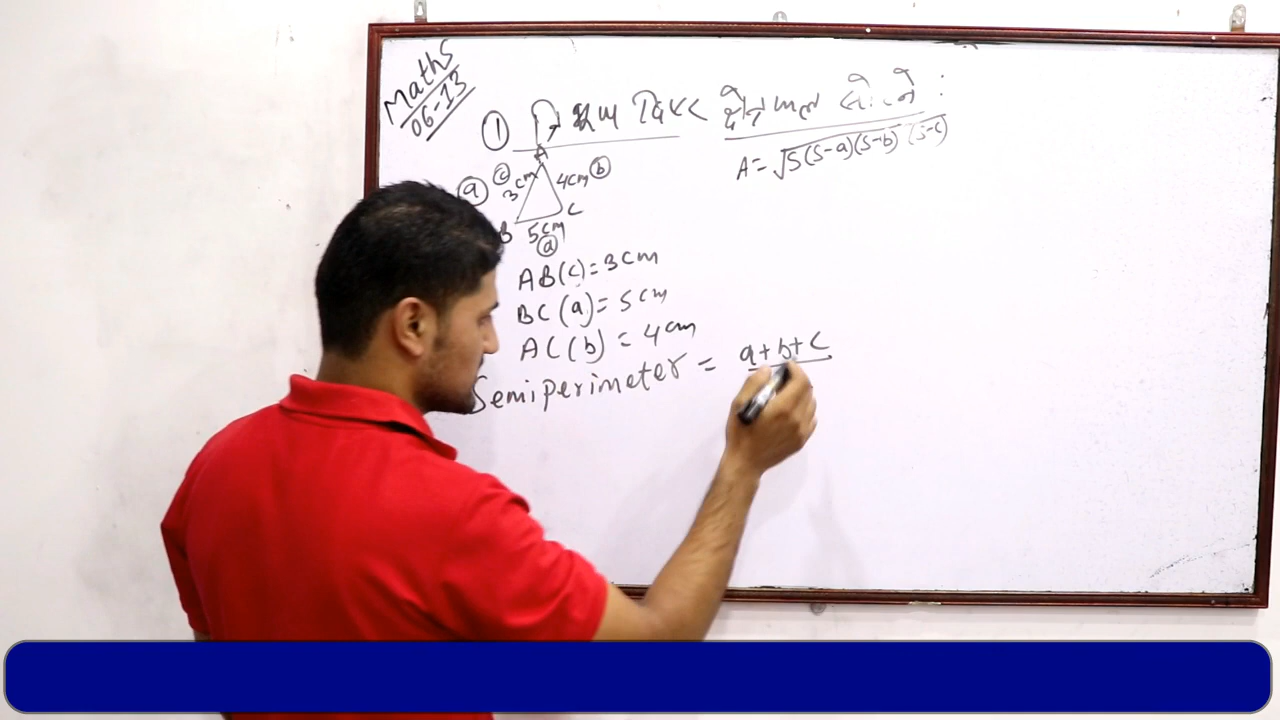 Maths
06-13
①
A = √S(S-a)(S-b)(S-c)
ⓐ
A
ⓒ
3cm
4cm ⓑ
B
C
5cm
ⓐ
AB(c) = 3cm
BC(a) = 5cm
AC(b) = 4cm
Semiperimeter = a+b+c